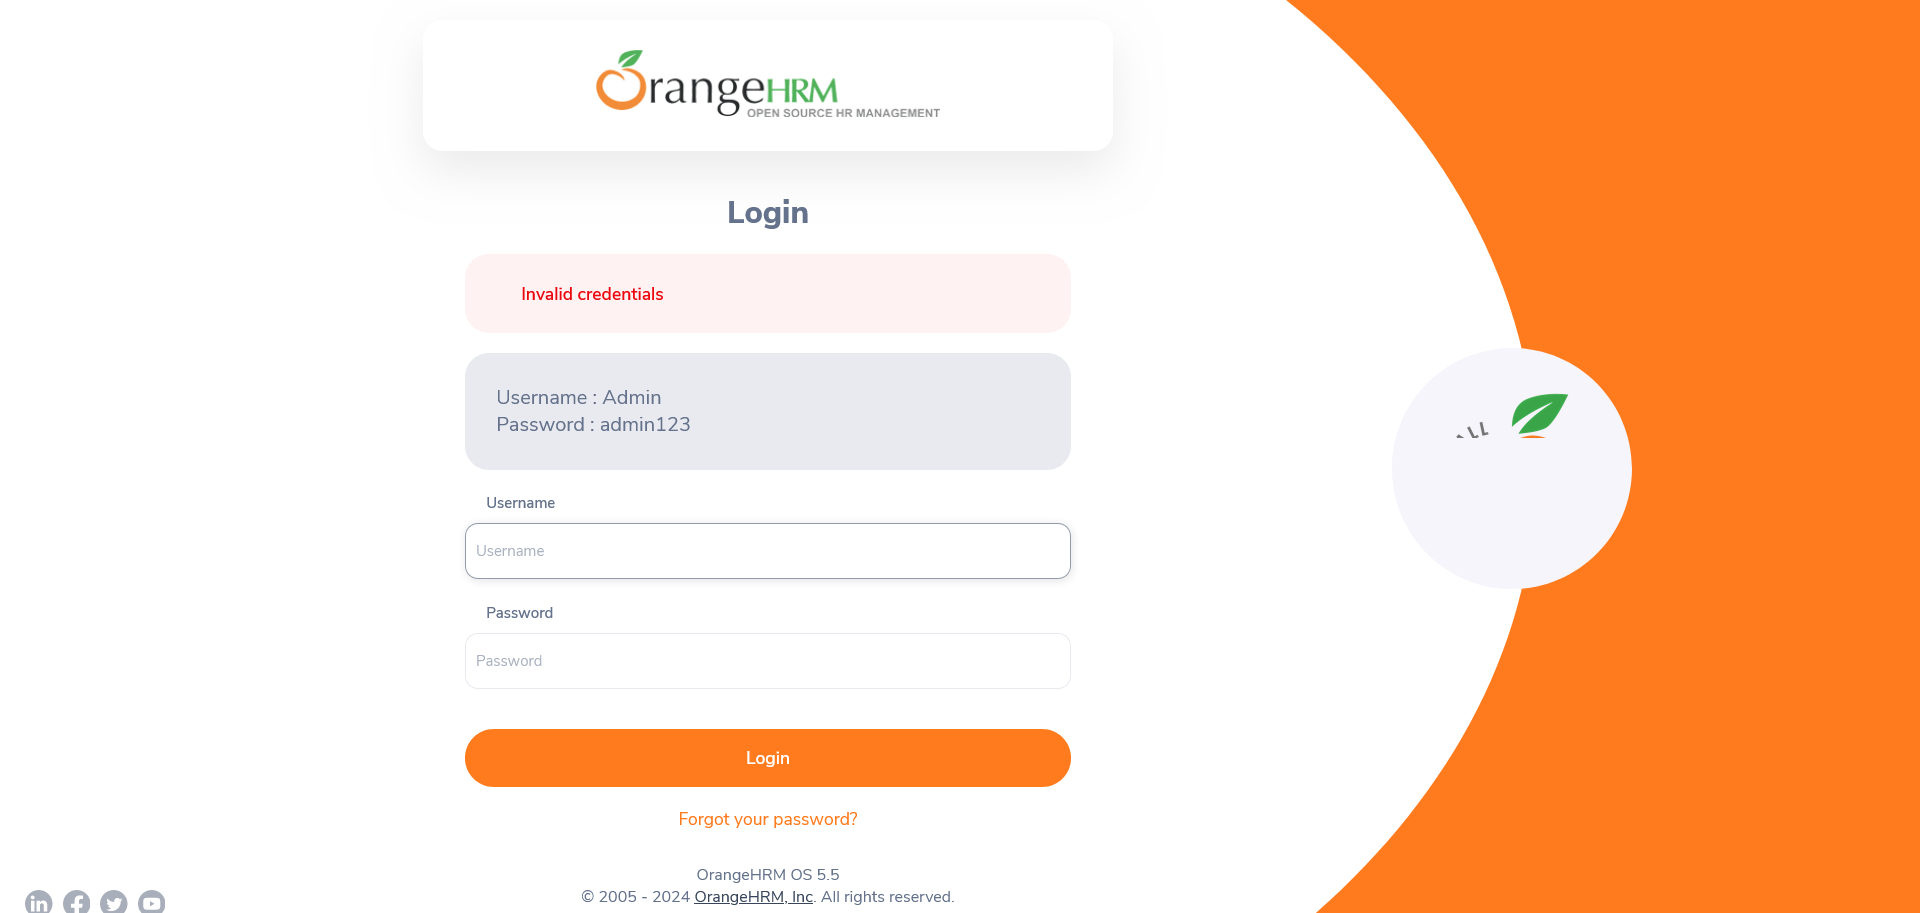 OrangeHRM
OPEN SOURCE HR MANAGEMENT
Login
Invalid credentials
Username : Admin
Password : admin123
Username
Username
Password
Password
Login
Forgot your password?
OrangeHRM OS 5.5
© 2005 - 2024 OrangeHRM, Inc. All rights reserved.